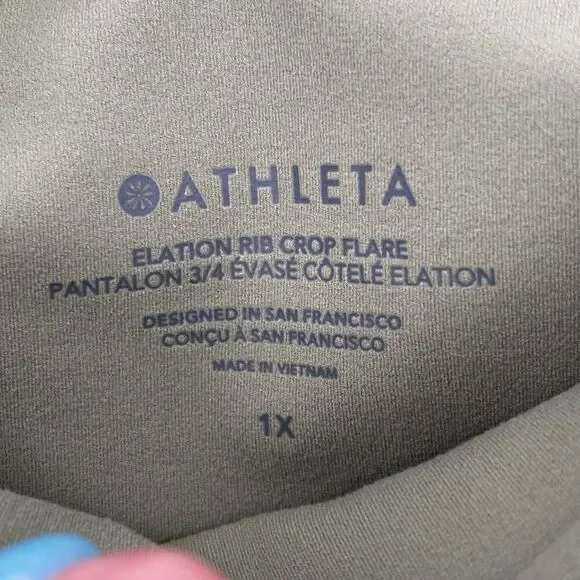 ATHLETA
ELATION RIB CROP FLARE
PANTALON 3/4 ÉVASÉ CÔTELÉ ELATION
DESIGNED IN SAN FRANCISCO
CONÇU À SAN FRANCISCO
MADE IN VIETNAM
1X